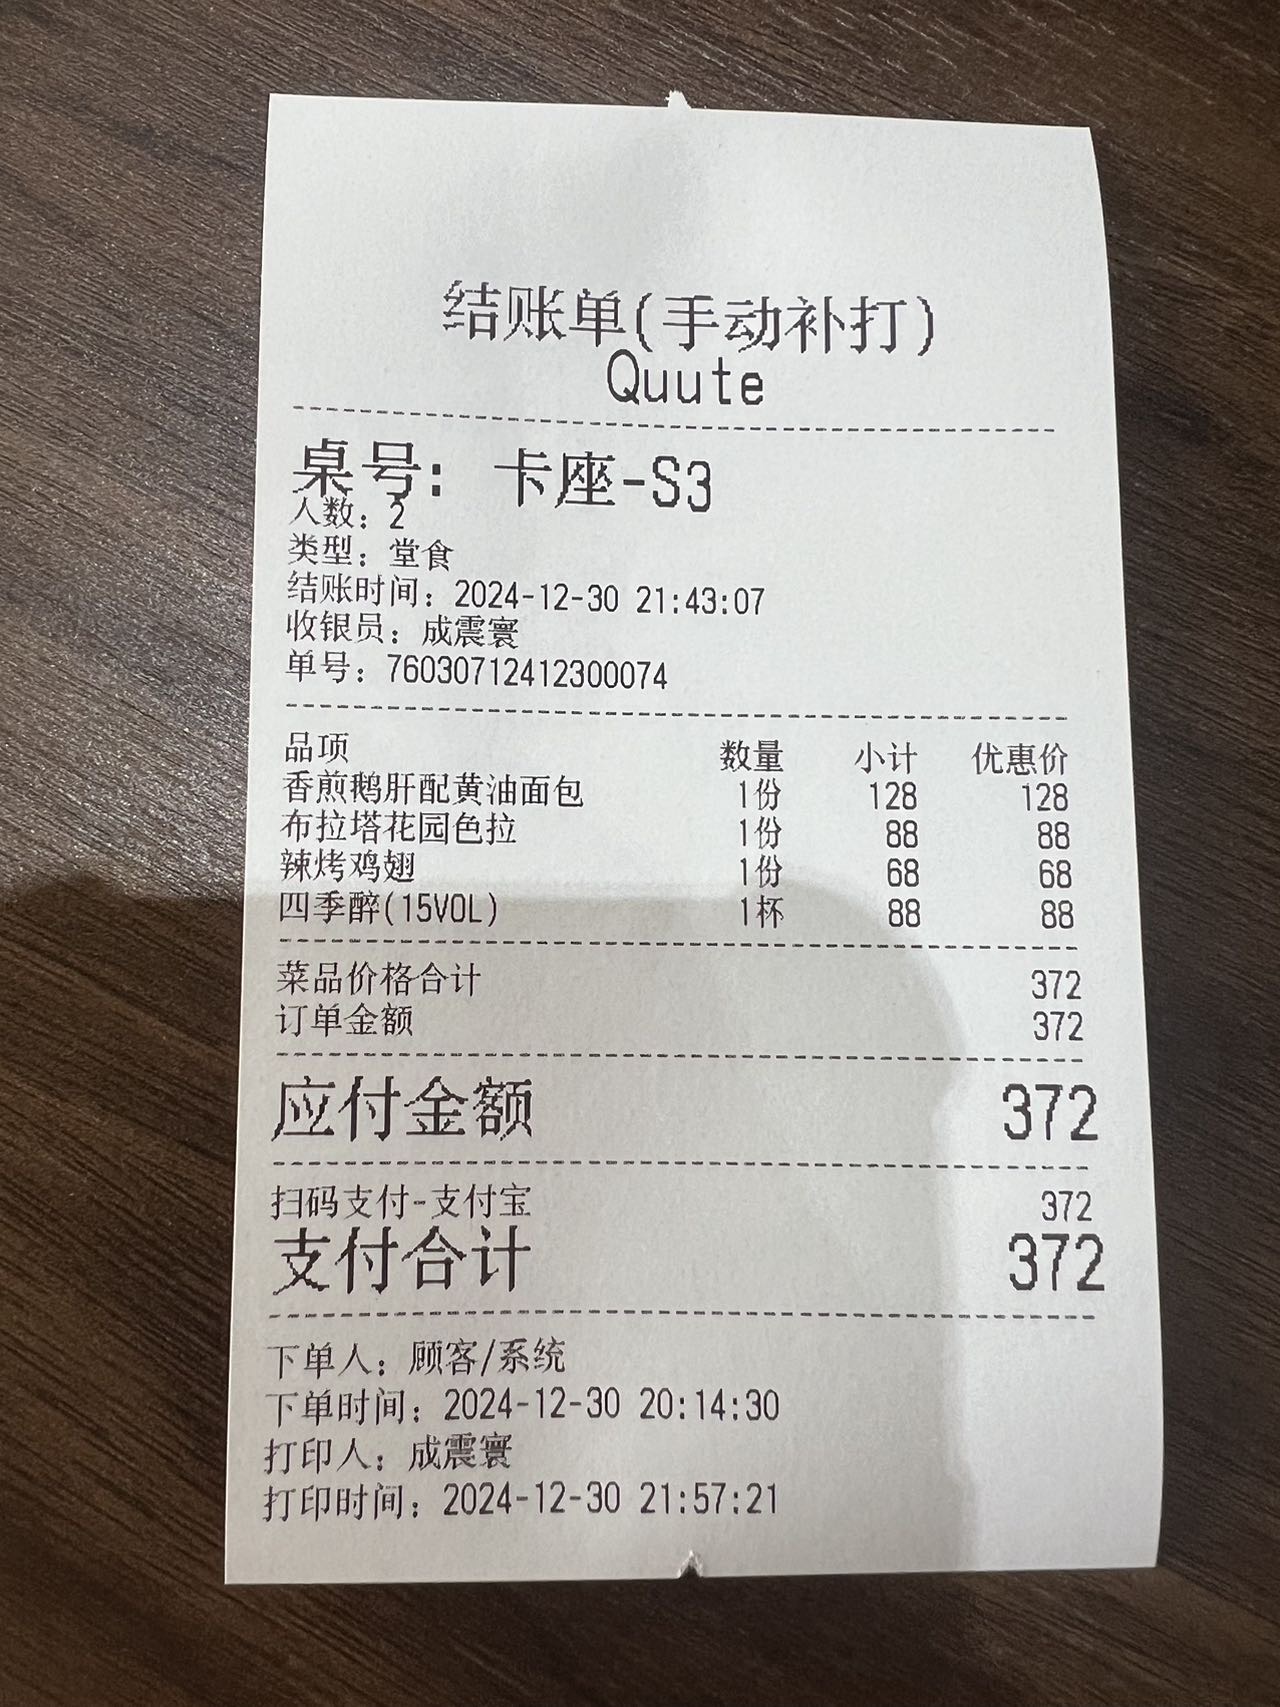 结账单(手动补打)
Quute
桌号: 卡座-S3
人数: 2
类型: 堂食
结账时间: 2024-12-30 21:43:07
收银员: 成震寰
单号: 76030712412300074
品项 数量 小计 优惠价
香煎鹅肝配黄油面包 1份 128 128
布拉塔花园色拉 1份 88 88
辣烤鸡翅 1份 68 68
四季醉(15VOL) 1杯 88 88
菜品价格合计 372
订单金额 372
应付金额 372
扫码支付-支付宝 372
支付合计 372
下单人: 顾客/系统
下单时间: 2024-12-30 20:14:30
打印人: 成震寰
打印时间: 2024-12-30 21:57:21